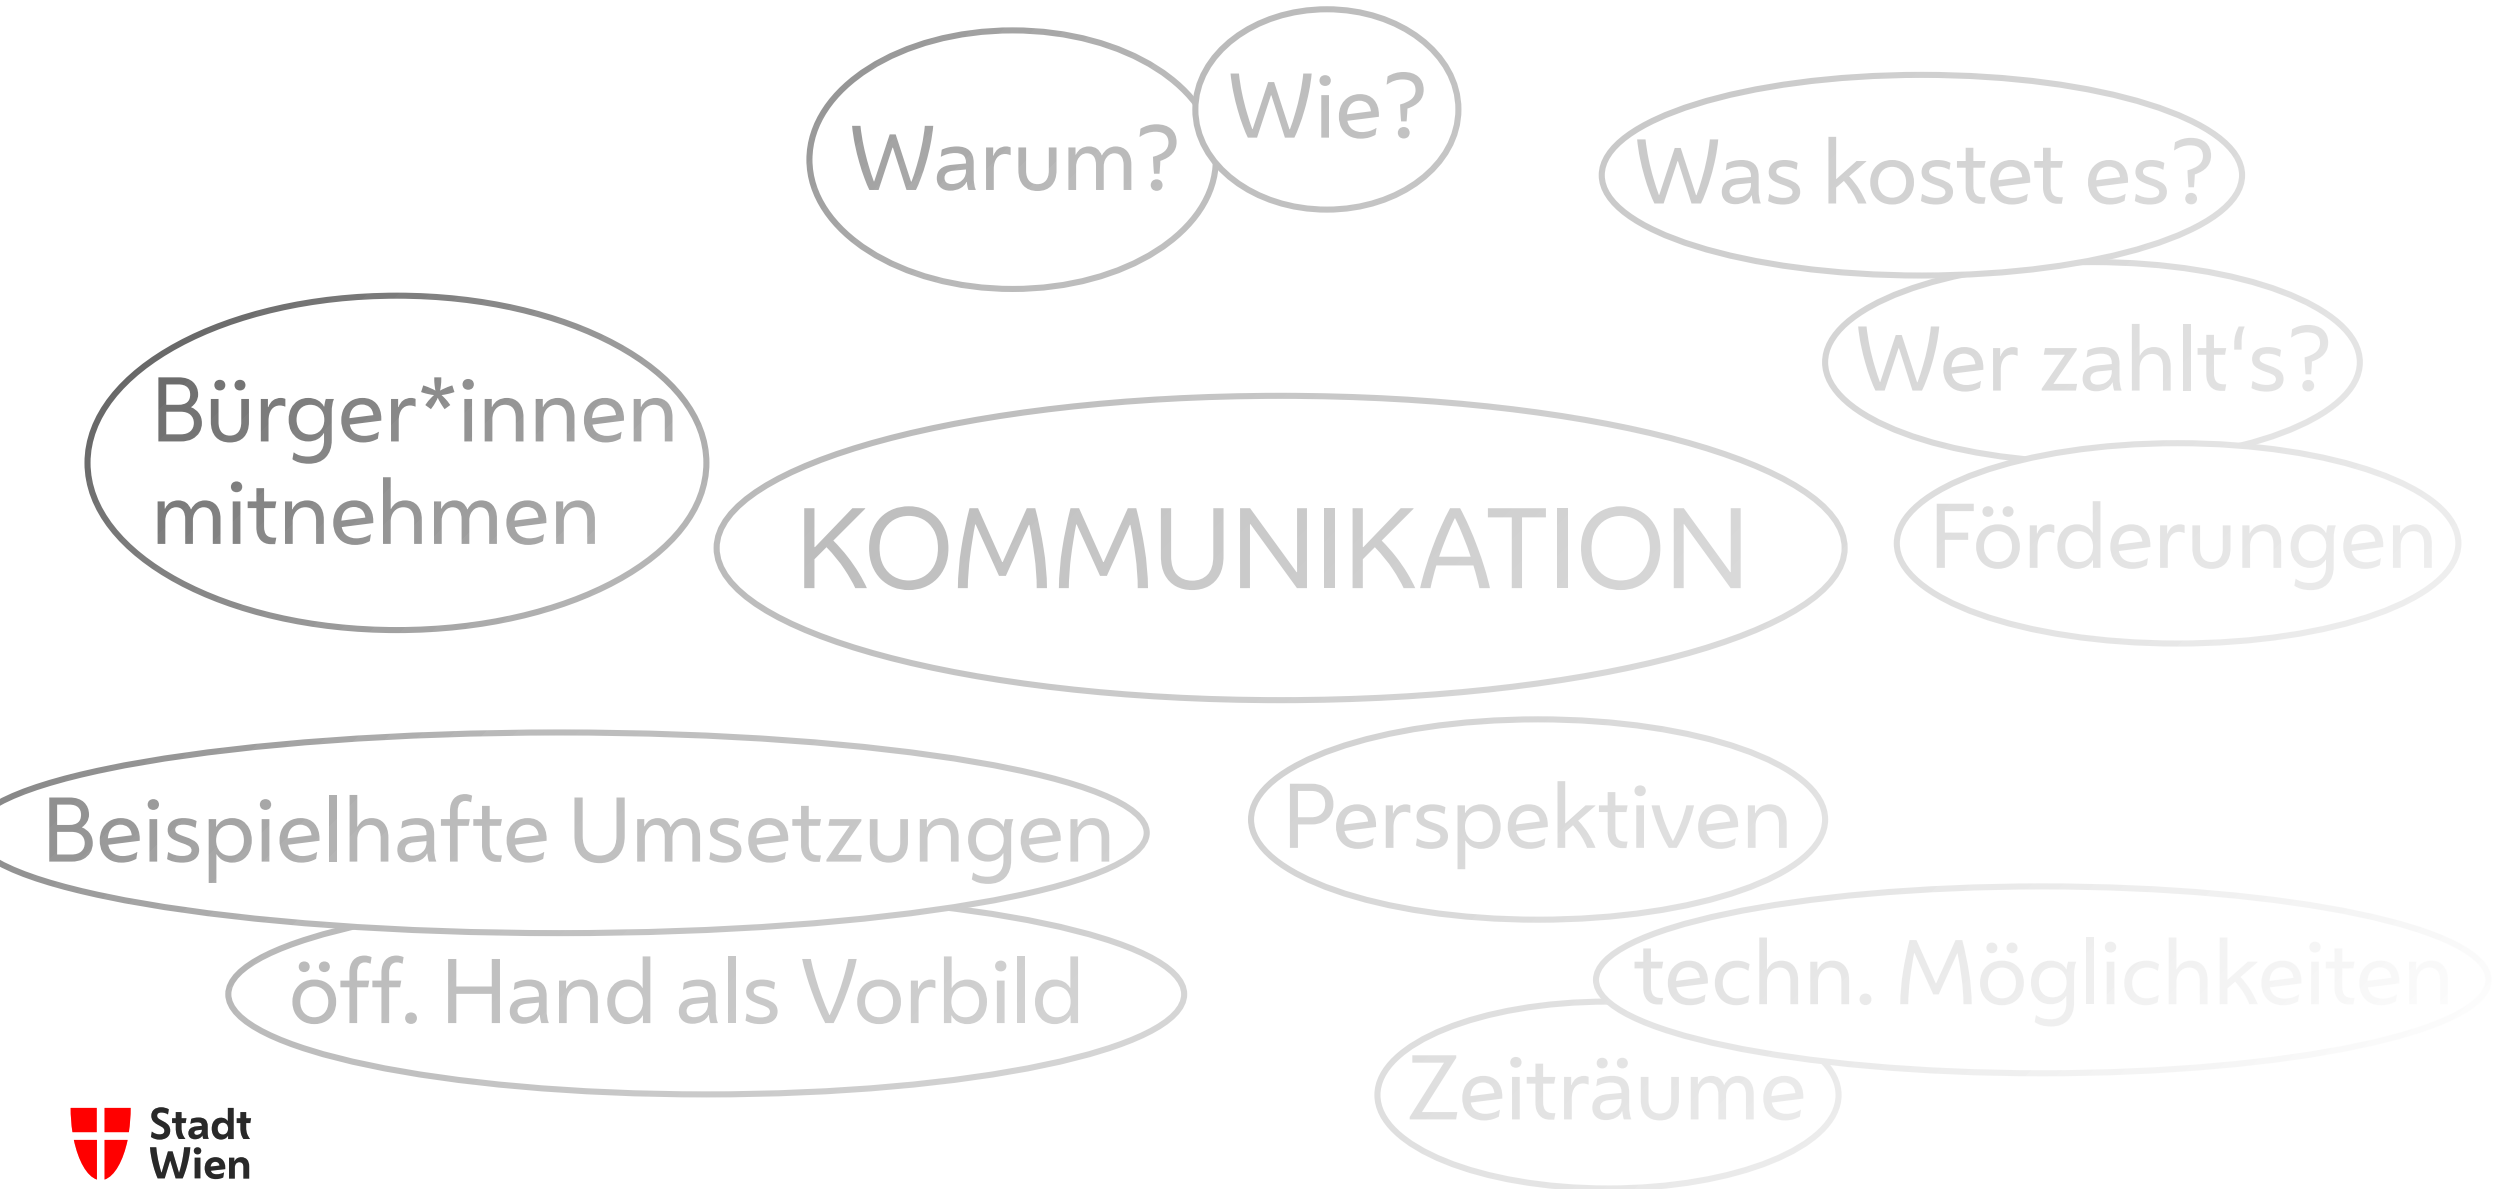 Wie?
Warum?
Was kostet es?
Wer zahlt‘s?
Bürger*innen
mitnehmen
KOMMUNIKATION
Förderungen
Beispielhafte Umsetzungen
Perspektiven
öff. Hand als Vorbild
techn. Möglichkeiten
Zeiträume
Stadt
Wien